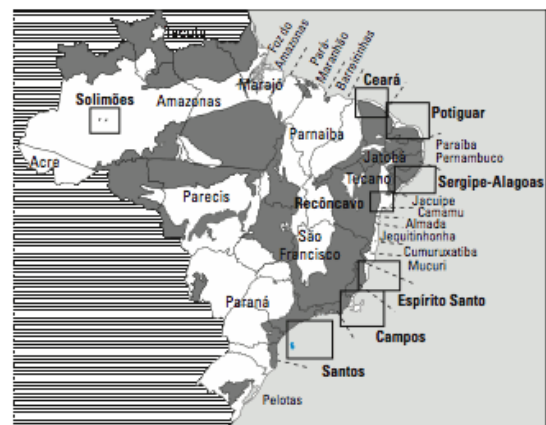 Tacutu
Foz do
Amazonas
Pará-
Maranhão
Barreirinhas
Ceará
Marajó
Solimões
Amazonas
Potiguar
Parnaíba
Acre
Jatobá
Paraíba
Pernambuco
Tucano
Sergipe-Alagoas
Parecis
Recôncavo
Jacuípe
Camamu
Almada
São
Francisco
Jequitinhonha
Cumuruxatiba
Mucuri
Paraná
Espírito Santo
Campos
Santos
Pelotas